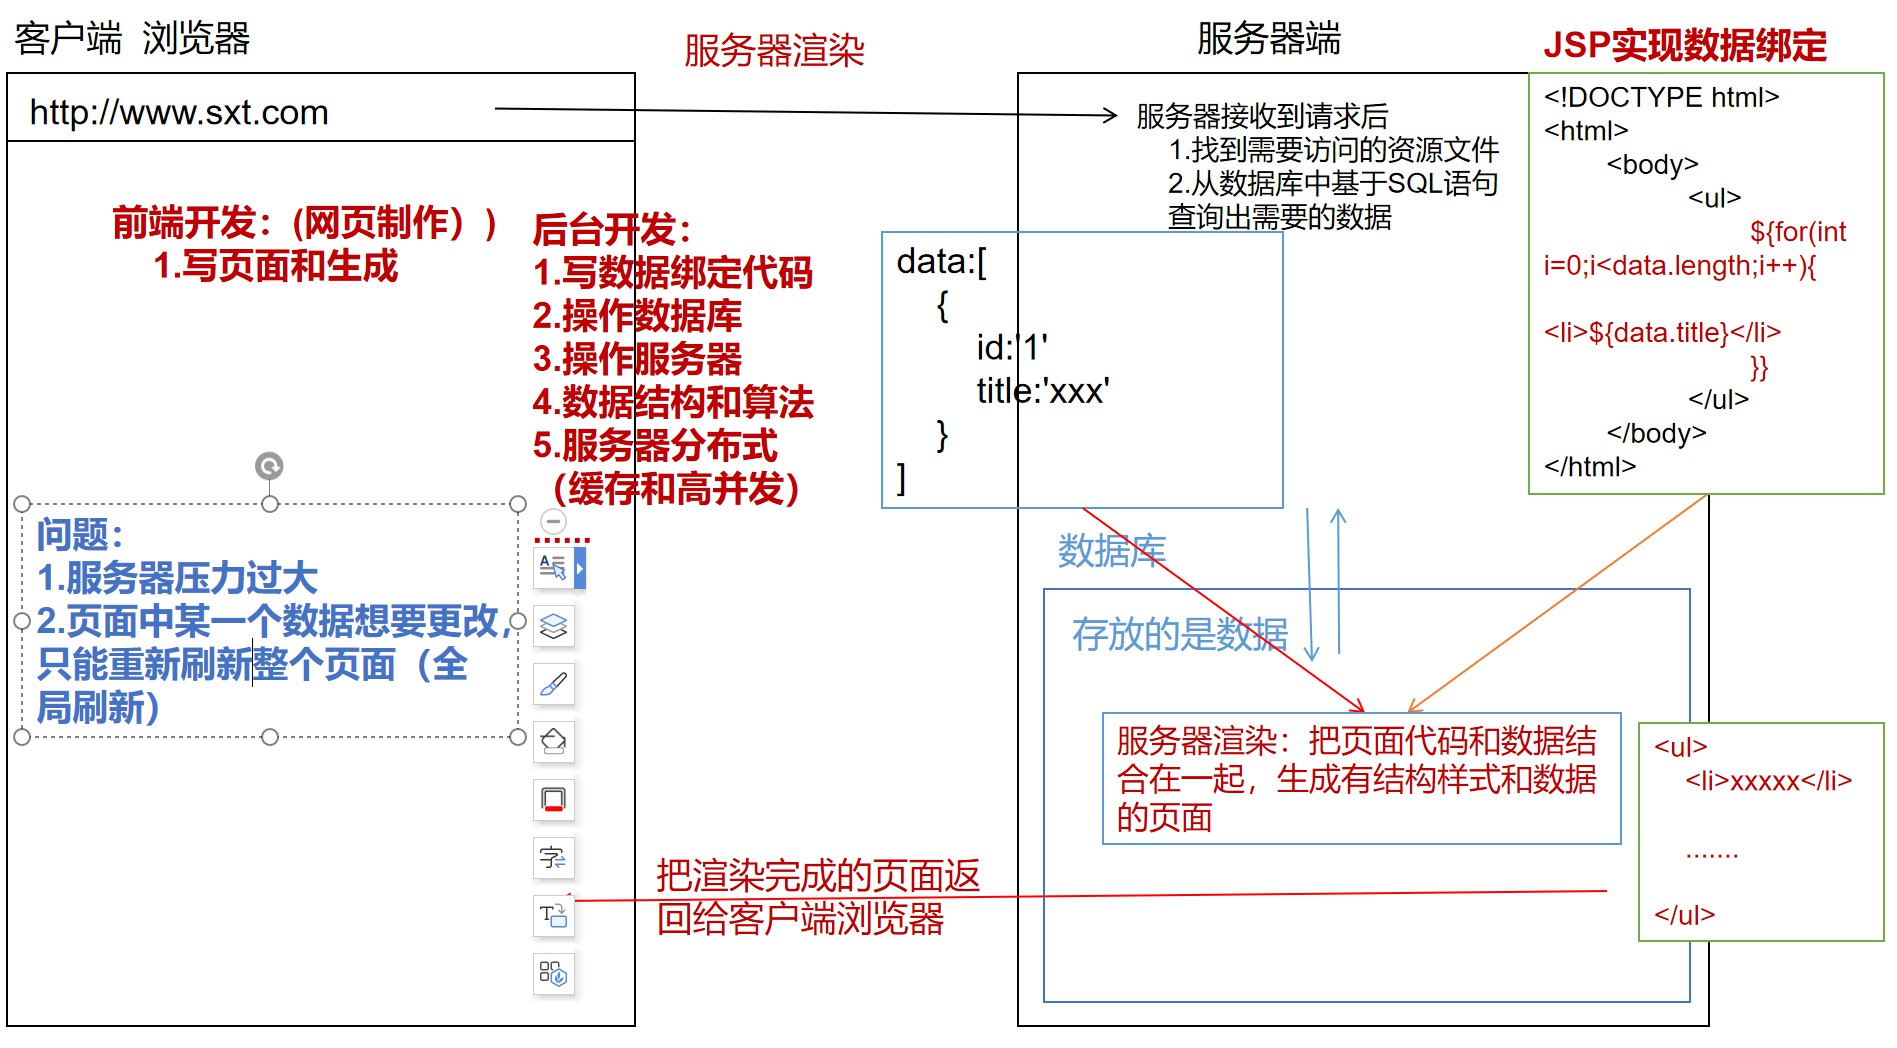 客户端  浏览器
服务器渲染
服务器端
JSP实现数据绑定
http://www.sxt.com
服务器接收到请求后
1.找到需要访问的资源文件
2.从数据库中基于SQL语句
查询出需要的数据
<!DOCTYPE html>
<html>
<body>
<ul>
${for(int
i=0;i<data.length;i++){
<li>${data.title}</li>
}}
</ul>
</body>
</html>
前端开发：(网页制作））
1.写页面和生成
后台开发：
1.写数据绑定代码
2.操作数据库
3.操作服务器
4.数据结构和算法
5.服务器分布式
（缓存和高并发）
......
data:[
{
id:'1'
title:'xxx'
}
]
问题：
1.服务器压力过大
2.页面中某一个数据想要更改，
只能重新刷新整个页面（全
局刷新）
数据库
存放的是数据
服务器渲染：把页面代码和数据结
合在一起，生成有结构样式和数据
的页面
<ul>
<li>xxxxx</li>
.......
</ul>
把渲染完成的页面返
回给客户端浏览器